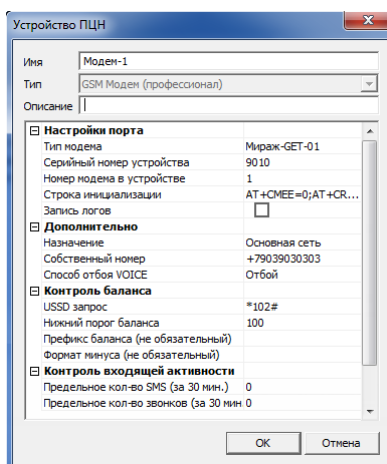 Устройство ПЦН
Имя Модем-1
Тип GSM Модем (профессионал)
Описание
Настройки порта
Тип модема Мираж-GET-01
Серийный номер устройства 9010
Номер модема в устройстве 1
Строка инициализации AT+CMEE=0;AT+CR...
Запись логов
Дополнительно
Назначение Основная сеть
Собственный номер +79039030303
Способ отбоя VOICE Отбой
Контроль баланса
USSD запрос *102#
Нижний порог баланса 100
Префикс баланса (не обязательный)
Формат минуса (не обязательный)
Контроль входящей активности
Предельное кол-во SMS (за 30 мин.) 0
Предельное кол-во звонков (за 30 мин 0
OK Отмена